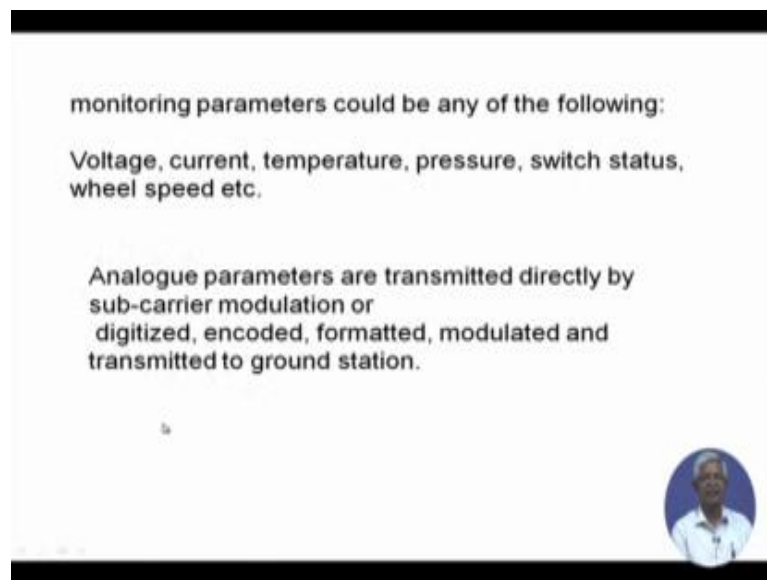 monitoring parameters could be any of the following:
Voltage, current, temperature, pressure, switch status,
wheel speed etc.
Analogue parameters are transmitted directly by
sub-carrier modulation or
digitized, encoded, formatted, modulated and
transmitted to ground station.